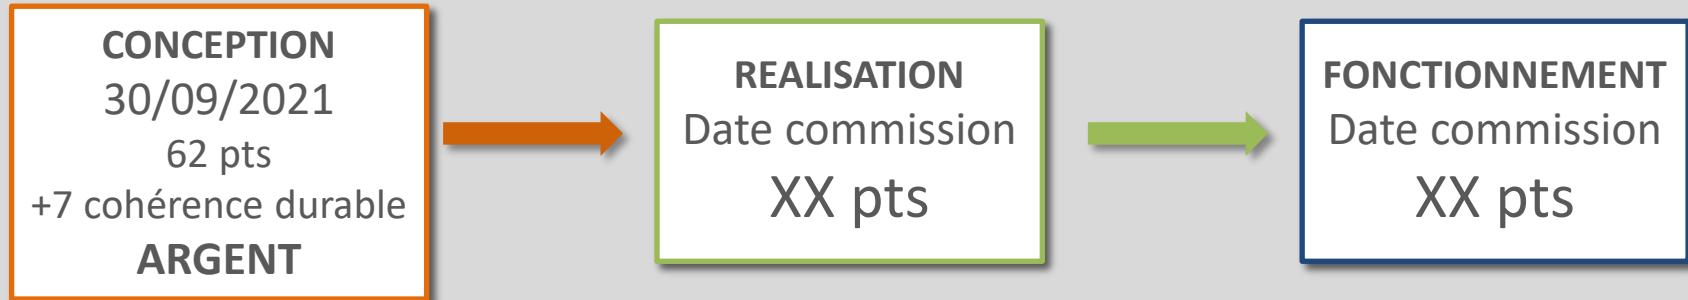 CONCEPTION
30/09/2021
62 pts
+7 cohérence durable
ARGENT
REALISATION
Date commission
XX pts
FONCTIONNEMENT
Date commission
XX pts